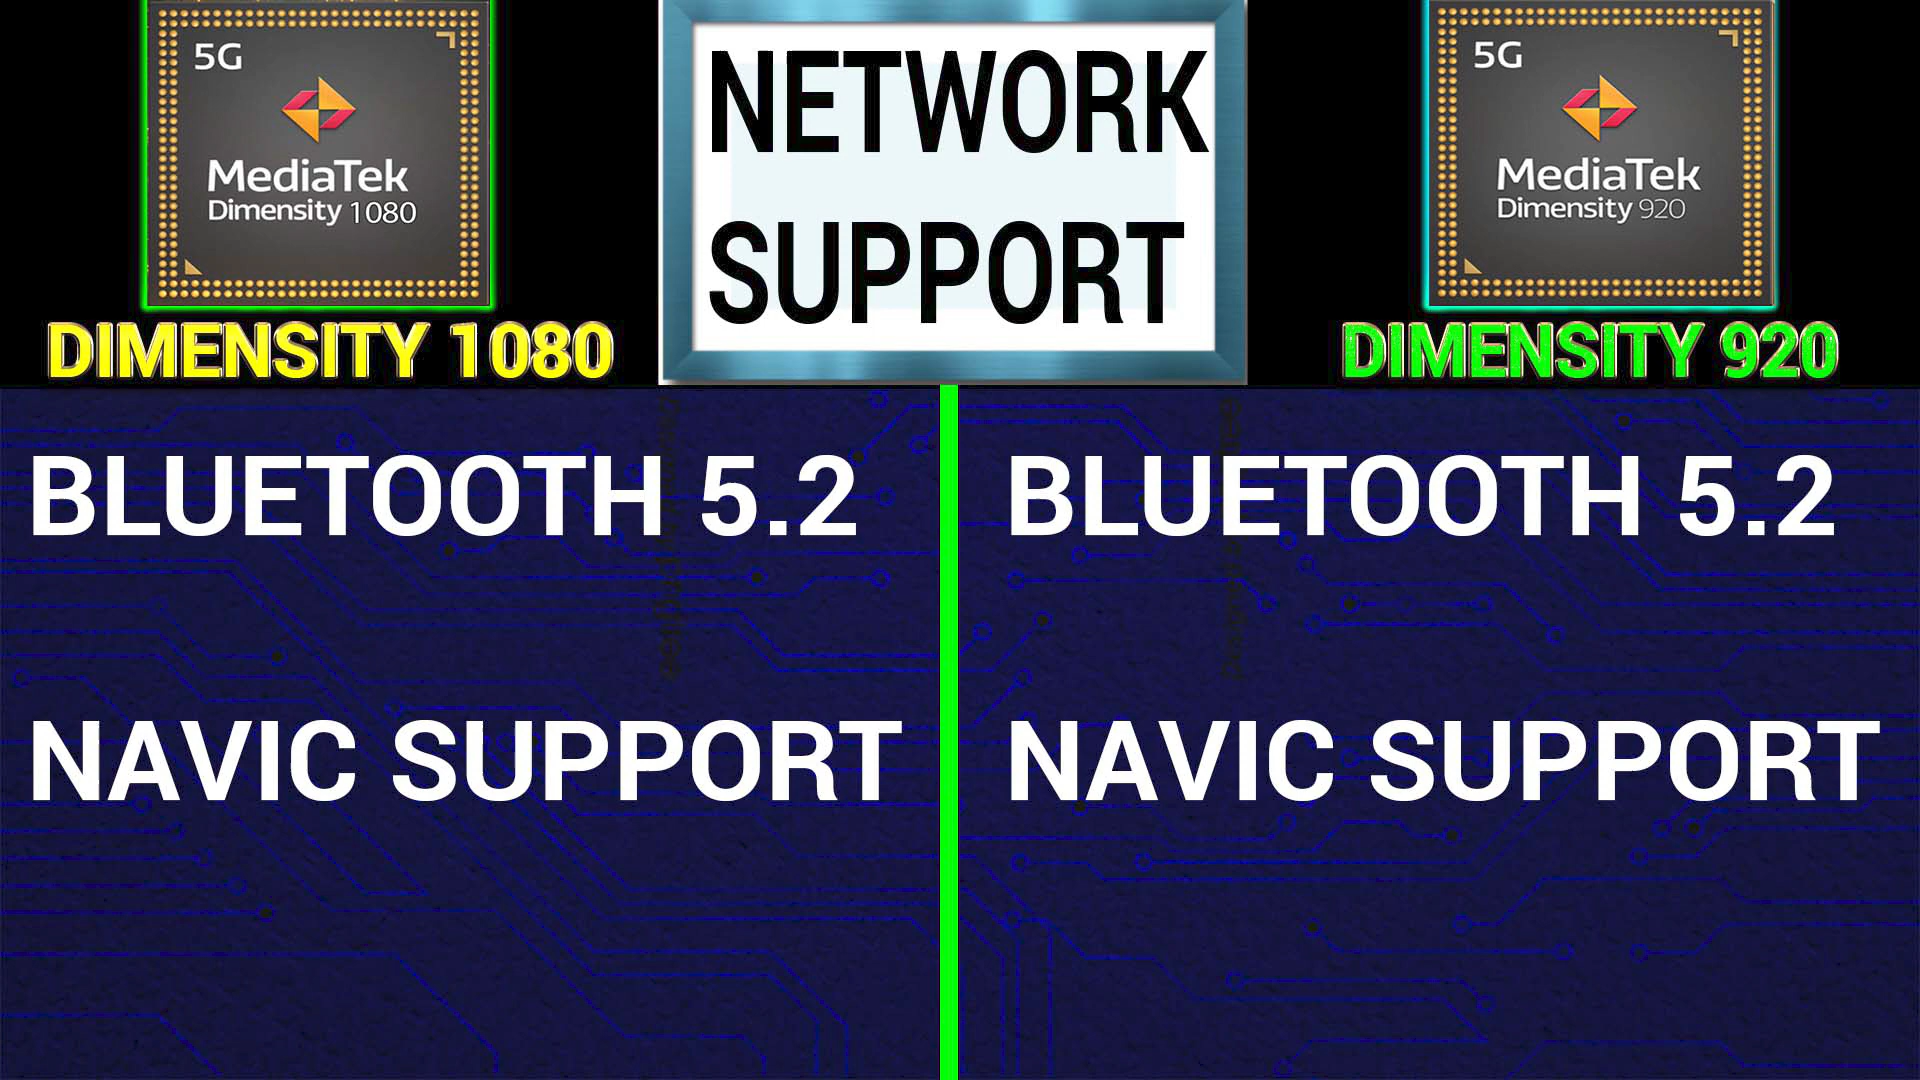 5G
MediaTek
Dimensity 1080
DIMENSITY 1080
NETWORK
SUPPORT
5G
MediaTek
Dimensity 920
DIMENSITY 920
BLUETOOTH 5.2
NAVIC SUPPORT
BLUETOOTH 5.2
NAVIC SUPPORT